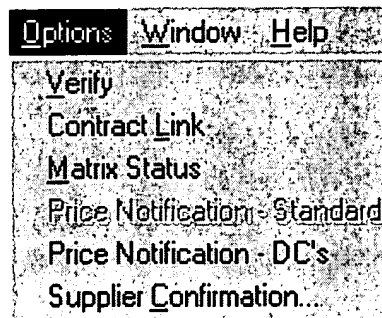 Options Window Help
Verify
Contract Link
Matrix Status
Price Notification - Standard
Price Notification - DC's
Supplier Confirmation...